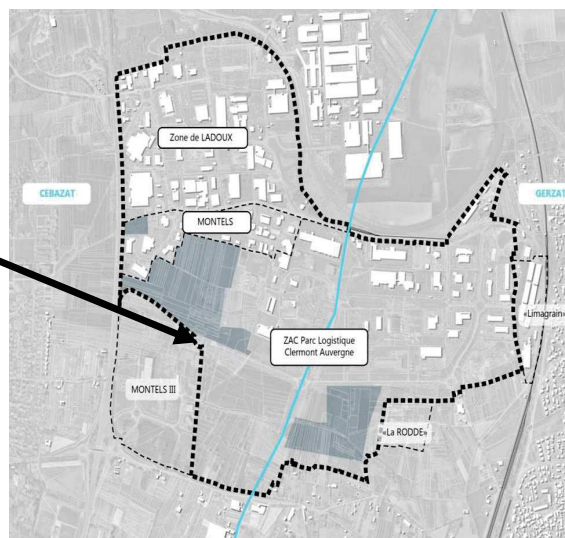 Zone de LADOUX
CEBAZAT
GERZAT
MONTELS
«Limagrain»
ZAC Parc Logistique
Clermont Auvergne
MONTELS III
«La RODDE»